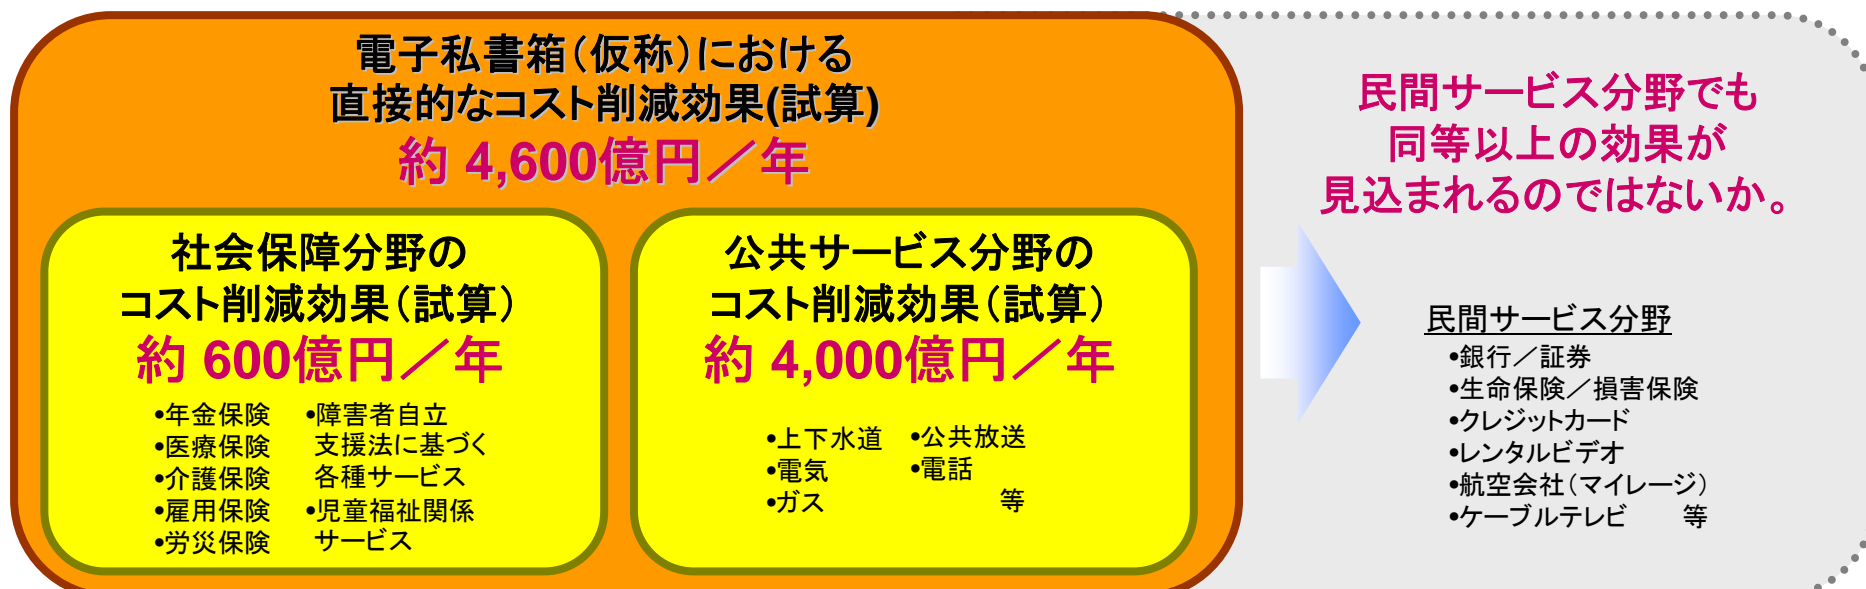 電子私書箱（仮称）における
直接的なコスト削減効果(試算)
約 4,600億円／年
社会保障分野の
コスト削減効果（試算）
約 600億円／年
•年金保険
•医療保険
•介護保険
•雇用保険
•労災保険
•障害者自立
支援法に基づく
各種サービス
•児童福祉関係
サービス
公共サービス分野の
コスト削減効果（試算）
約 4,000億円／年
•上下水道
•電気
•ガス
•公共放送
•電話
等
民間サービス分野でも
同等以上の効果が
見込まれるのではないか。
民間サービス分野
•銀行／証券
•生命保険／損害保険
•クレジットカード
•レンタルビデオ
•航空会社（マイレージ）
•ケーブルテレビ 等